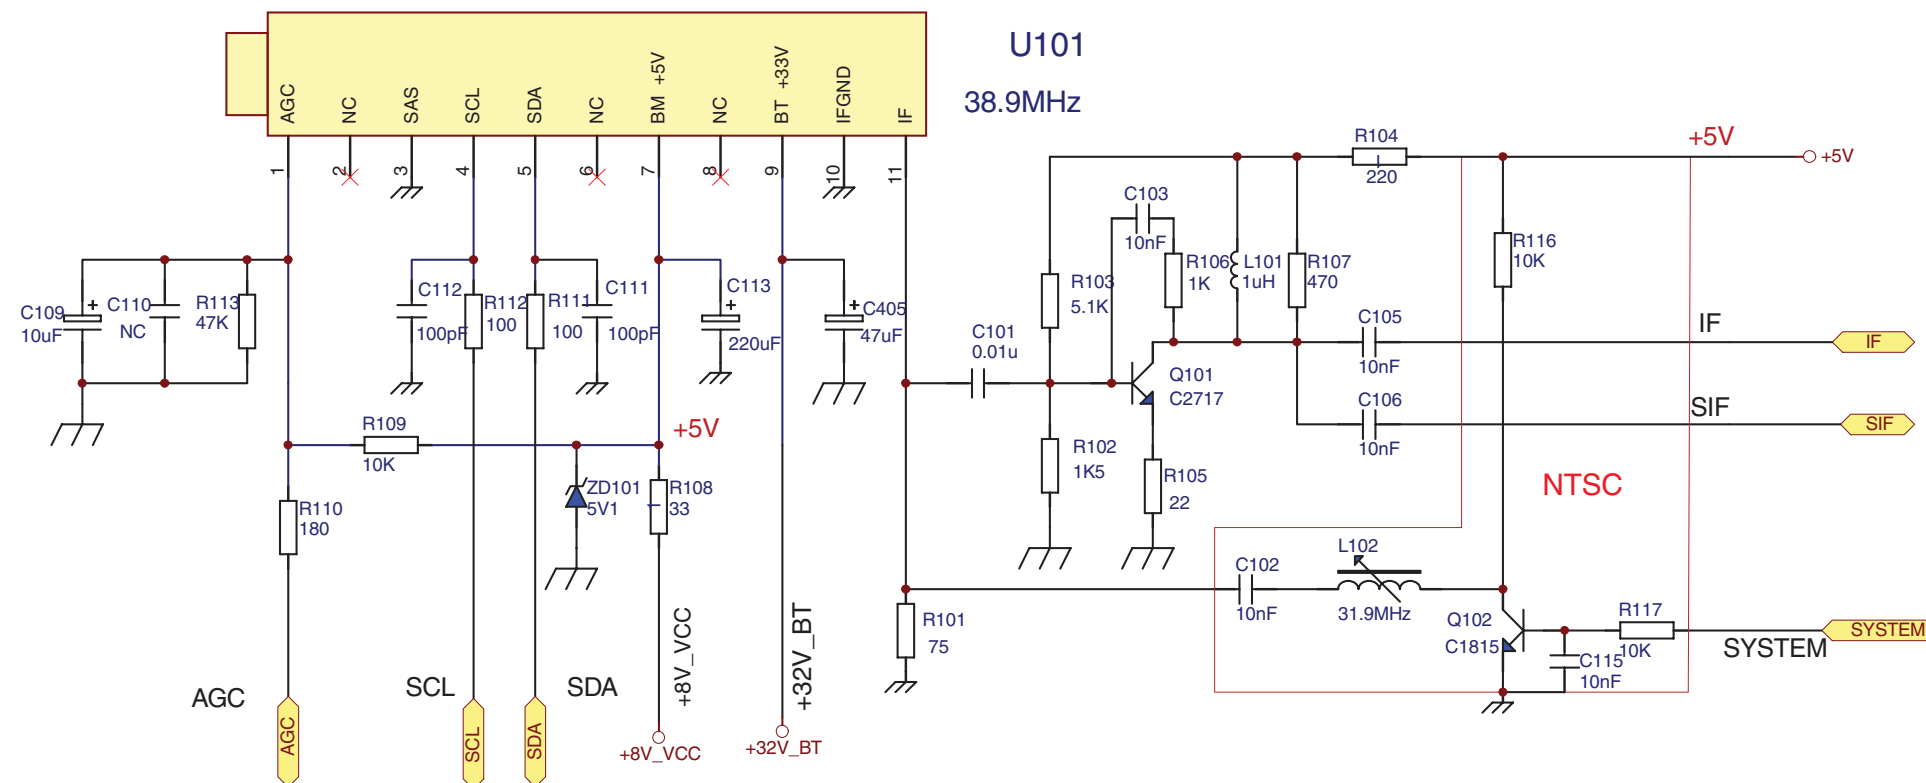 U101
38.9MHz
AGC
NC
SAS
SCL
SDA
NC
BM +5V
NC
BT +33V
IFGND
IF
1
2
3
4
5
6
7
8
9
10
11
C109
10uF
+
C110
NC
R113
47K
C112
100pF
R112
100
R111
100
C111
100pF
C113
+
220uF
C405
+
47uF
R109
10K
+5V
R110
180
ZD101
5V1
R108
33
AGC
SCL
SDA
+8V_VCC
+32V_BT
AGC
SCL
SDA
+8V_VCC
+32V_BT
R104
220
+5V
+5V
C103
10nF
R103
5.1K
R106
1K
L101
1uH
R107
470
R116
10K
C101
0.01u
C105
10nF
IF
IF
Q101
C2717
C106
10nF
SIF
SIF
R102
1K5
R105
22
NTSC
C102
10nF
L102
31.9MHz
R101
75
Q102
C1815
R117
10K
C115
10nF
SYSTEM
SYSTEM